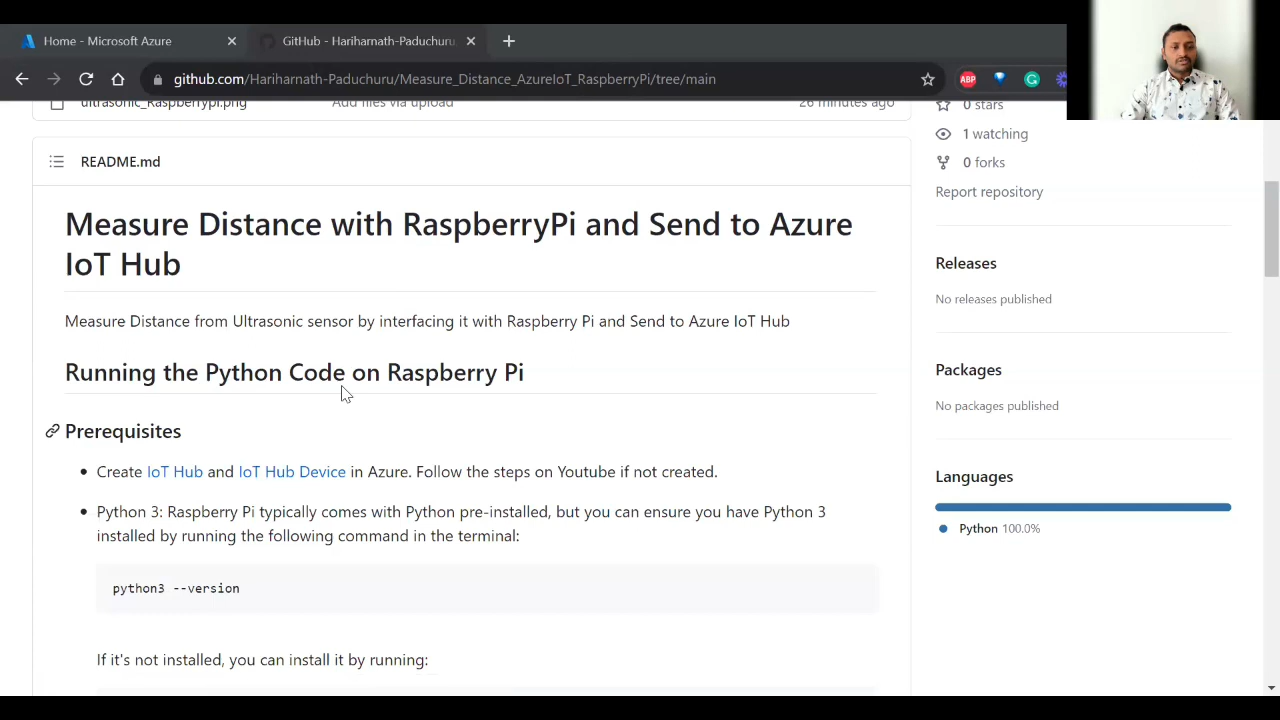 Home - Microsoft Azure
GitHub - Hariharnath-Paduchuru
github.com/Hariharnath-Paduchuru/Measure_Distance_AzureIoT_RaspberryPi/tree/main
ABP
ultrasonic_Raspberrypi.png Add files via upload 26 minutes ago
0 stars
1 watching
0 forks
Report repository
README.md
Measure Distance with RaspberryPi and Send to Azure
IoT Hub
Measure Distance from Ultrasonic sensor by interfacing it with Raspberry Pi and Send to Azure IoT Hub
Running the Python Code on Raspberry Pi
Prerequisites
• Create IoT Hub and IoT Hub Device in Azure. Follow the steps on Youtube if not created.
• Python 3: Raspberry Pi typically comes with Python pre-installed, but you can ensure you have Python 3
installed by running the following command in the terminal:
python3 --version
If it's not installed, you can install it by running:
Releases
No releases published
Packages
No packages published
Languages
Python 100.0%